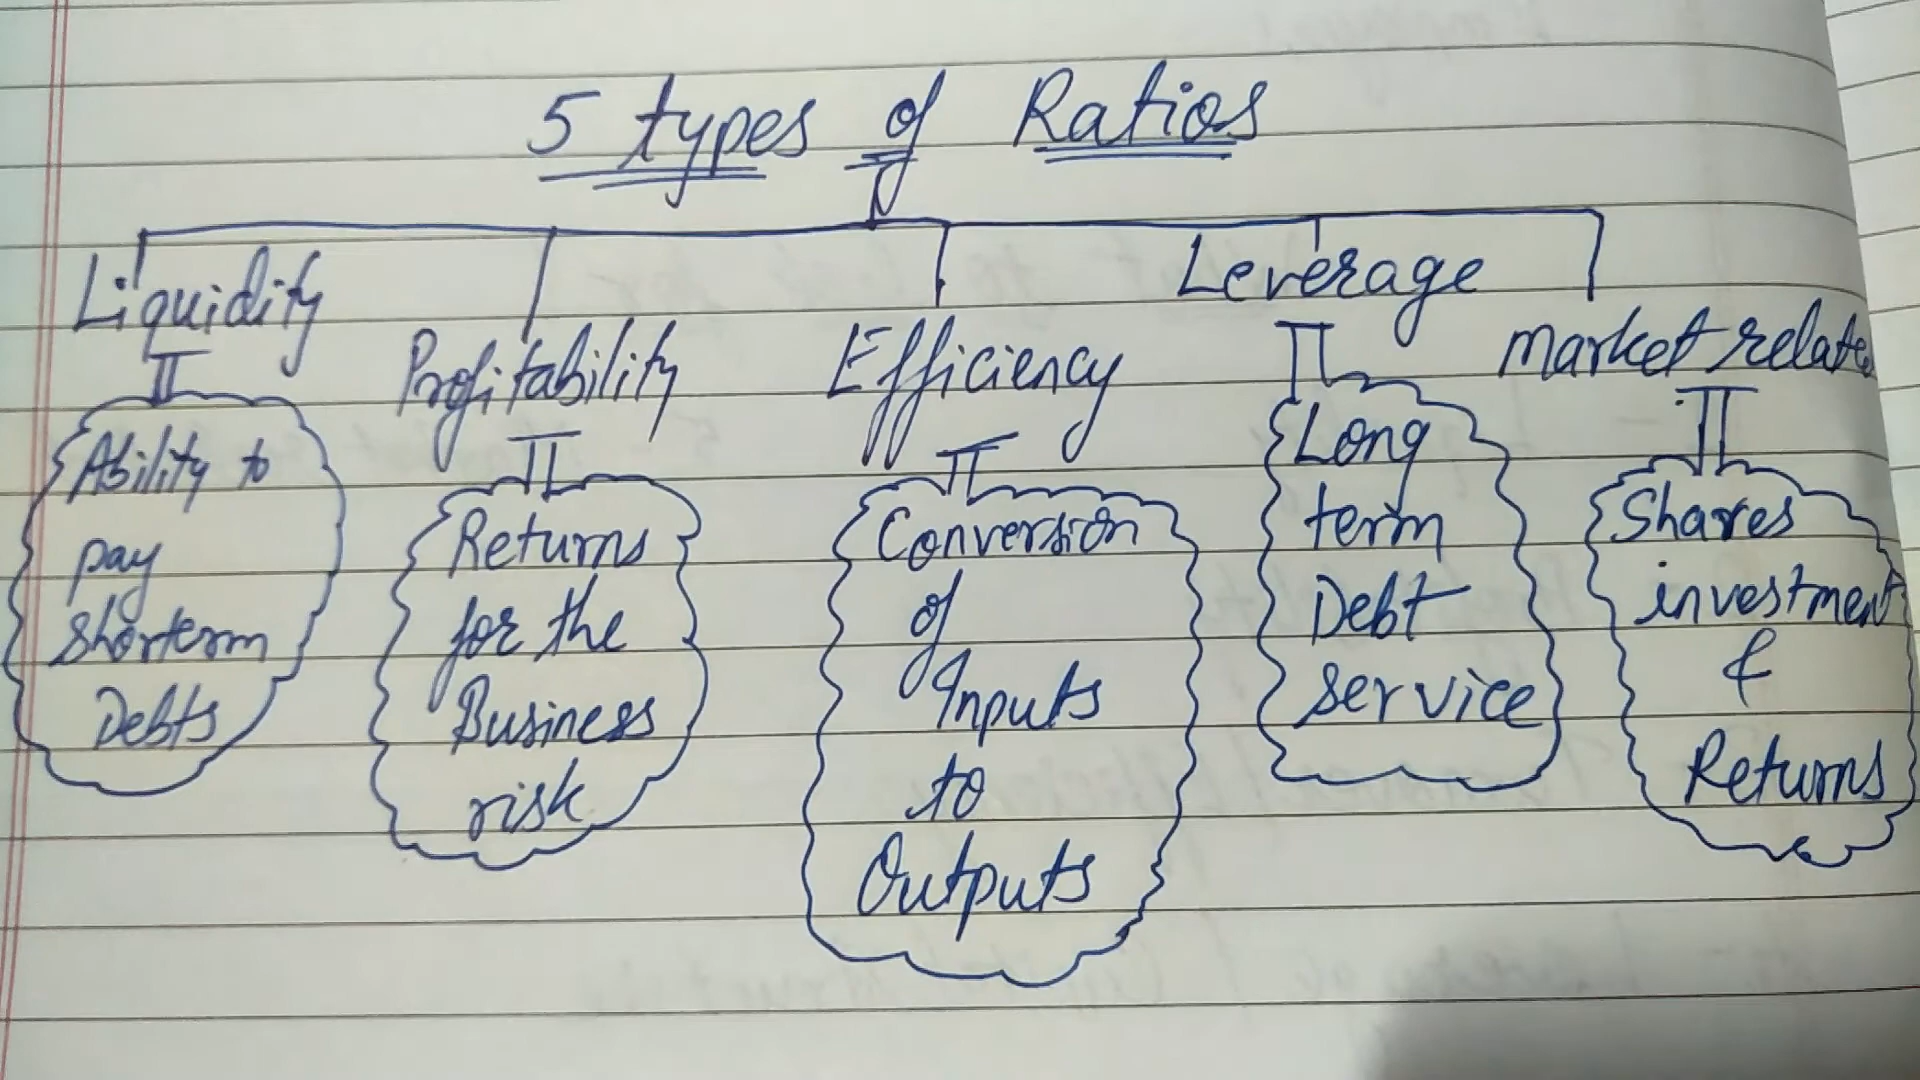 5 types of Ratios
Liquidity
Ability to
pay
Shorterm
Debts
Profitability
Returns
for the
Business
risk
Efficiency
Conversion
of
Inputs
to
Outputs
Leverage
Long
term
Debt
service
market relate
Shares
investment
&
Returns